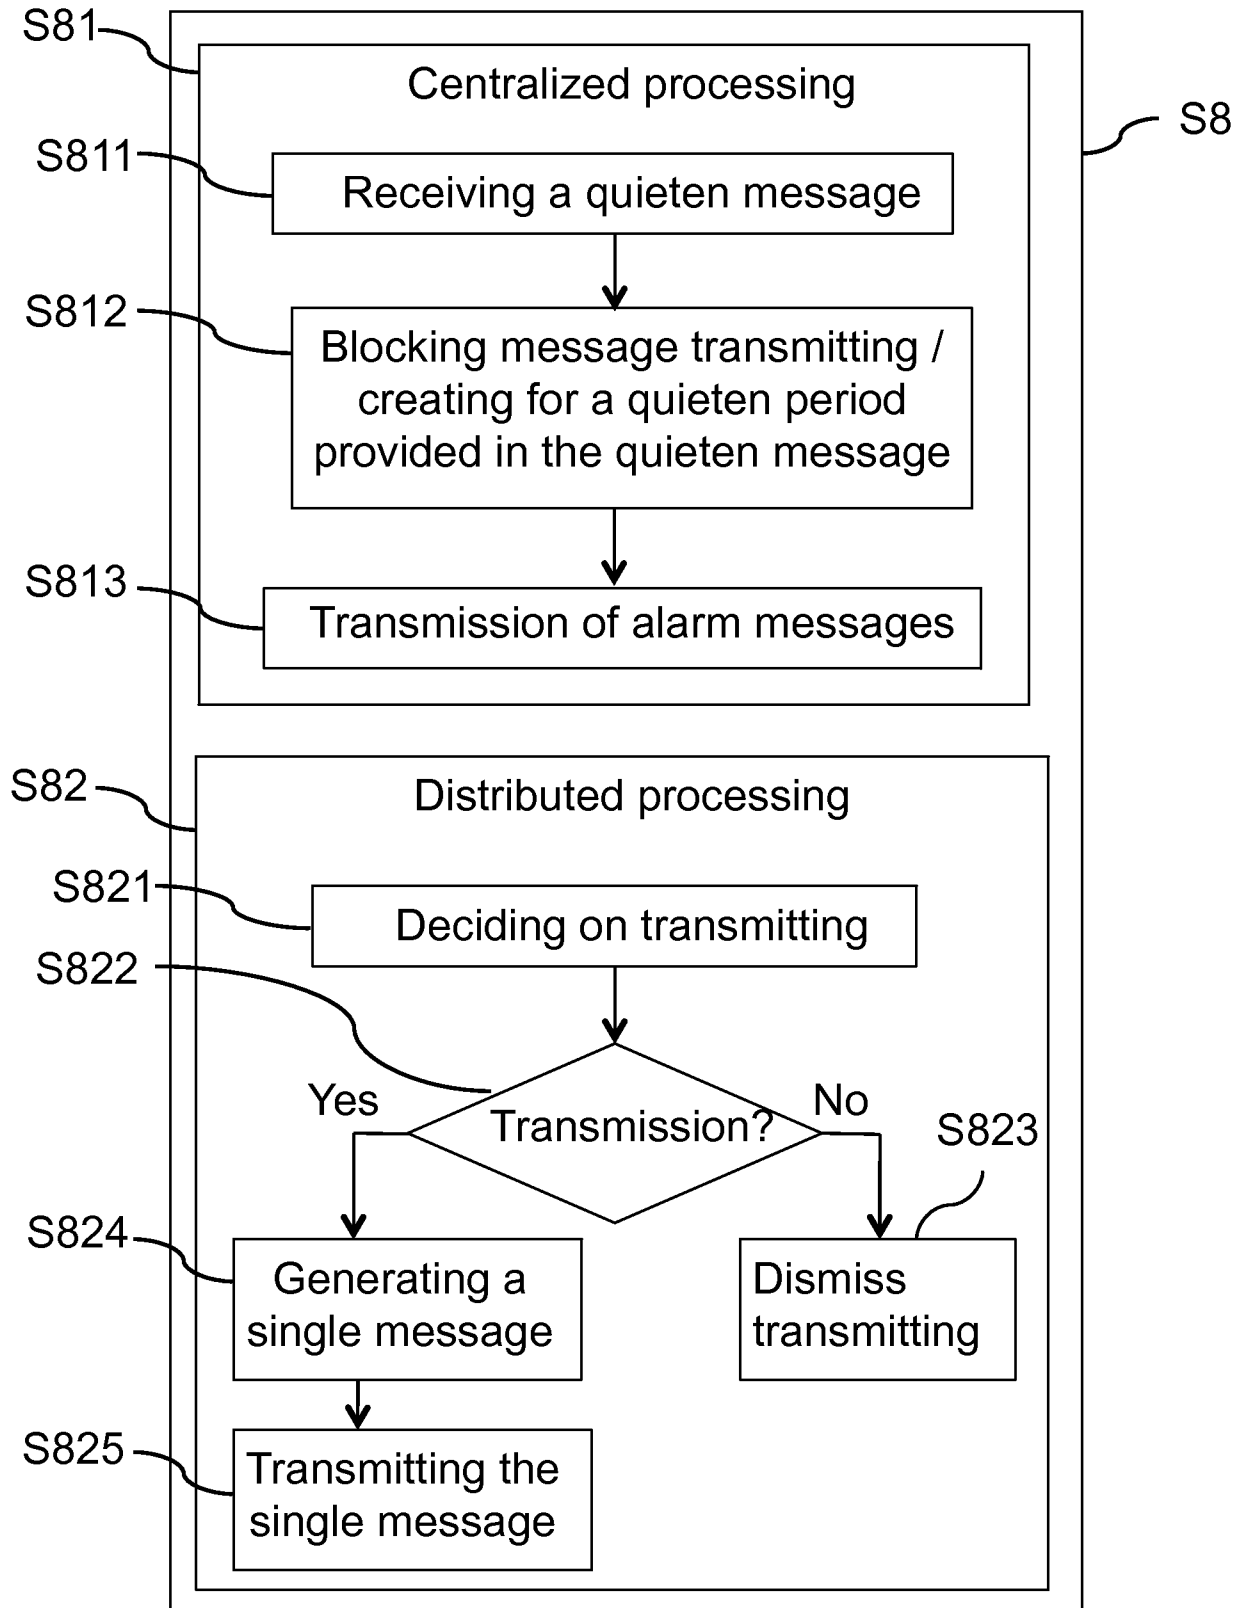 S81
Centralized processing
S8
S811
Receiving a quieten message
S812
Blocking message transmitting /
creating for a quieten period
provided in the quieten message
S813
Transmission of alarm messages
S82
Distributed processing
S821
Deciding on transmitting
S822
Yes
Transmission?
No
S823
S824
Generating a
single message
Dismiss
transmitting
S825
Transmitting the
single message